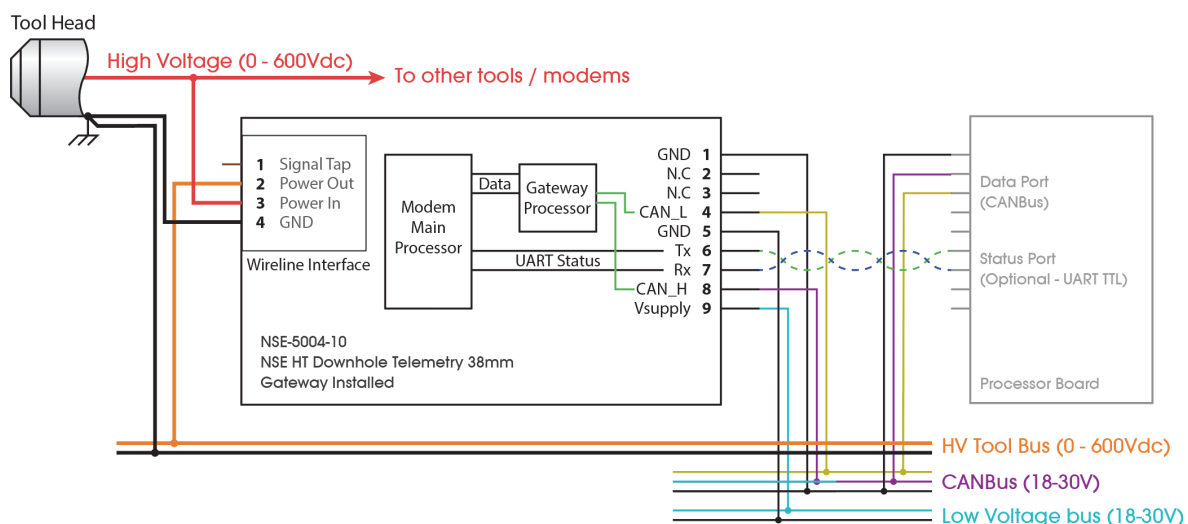 Tool Head
High Voltage (0 - 600Vdc)
To other tools / modems
1 Signal Tap
2 Power Out
3 Power In
4 GND
Wireline Interface
Modem
Main
Processor
Data
Gateway
Processor
UART Status
GND 1
N.C 2
N.C 3
CAN_L 4
GND 5
Tx 6
Rx 7
CAN_H 8
Vsupply 9
NSE-5004-10
NSE HT Downhole Telemetry 38mm
Gateway Installed
Data Port
(CANBus)
Status Port
(Optional - UART TTL)
Processor Board
HV Tool Bus (0 - 600Vdc)
CANBus (18-30V)
Low Voltage bus (18-30V)